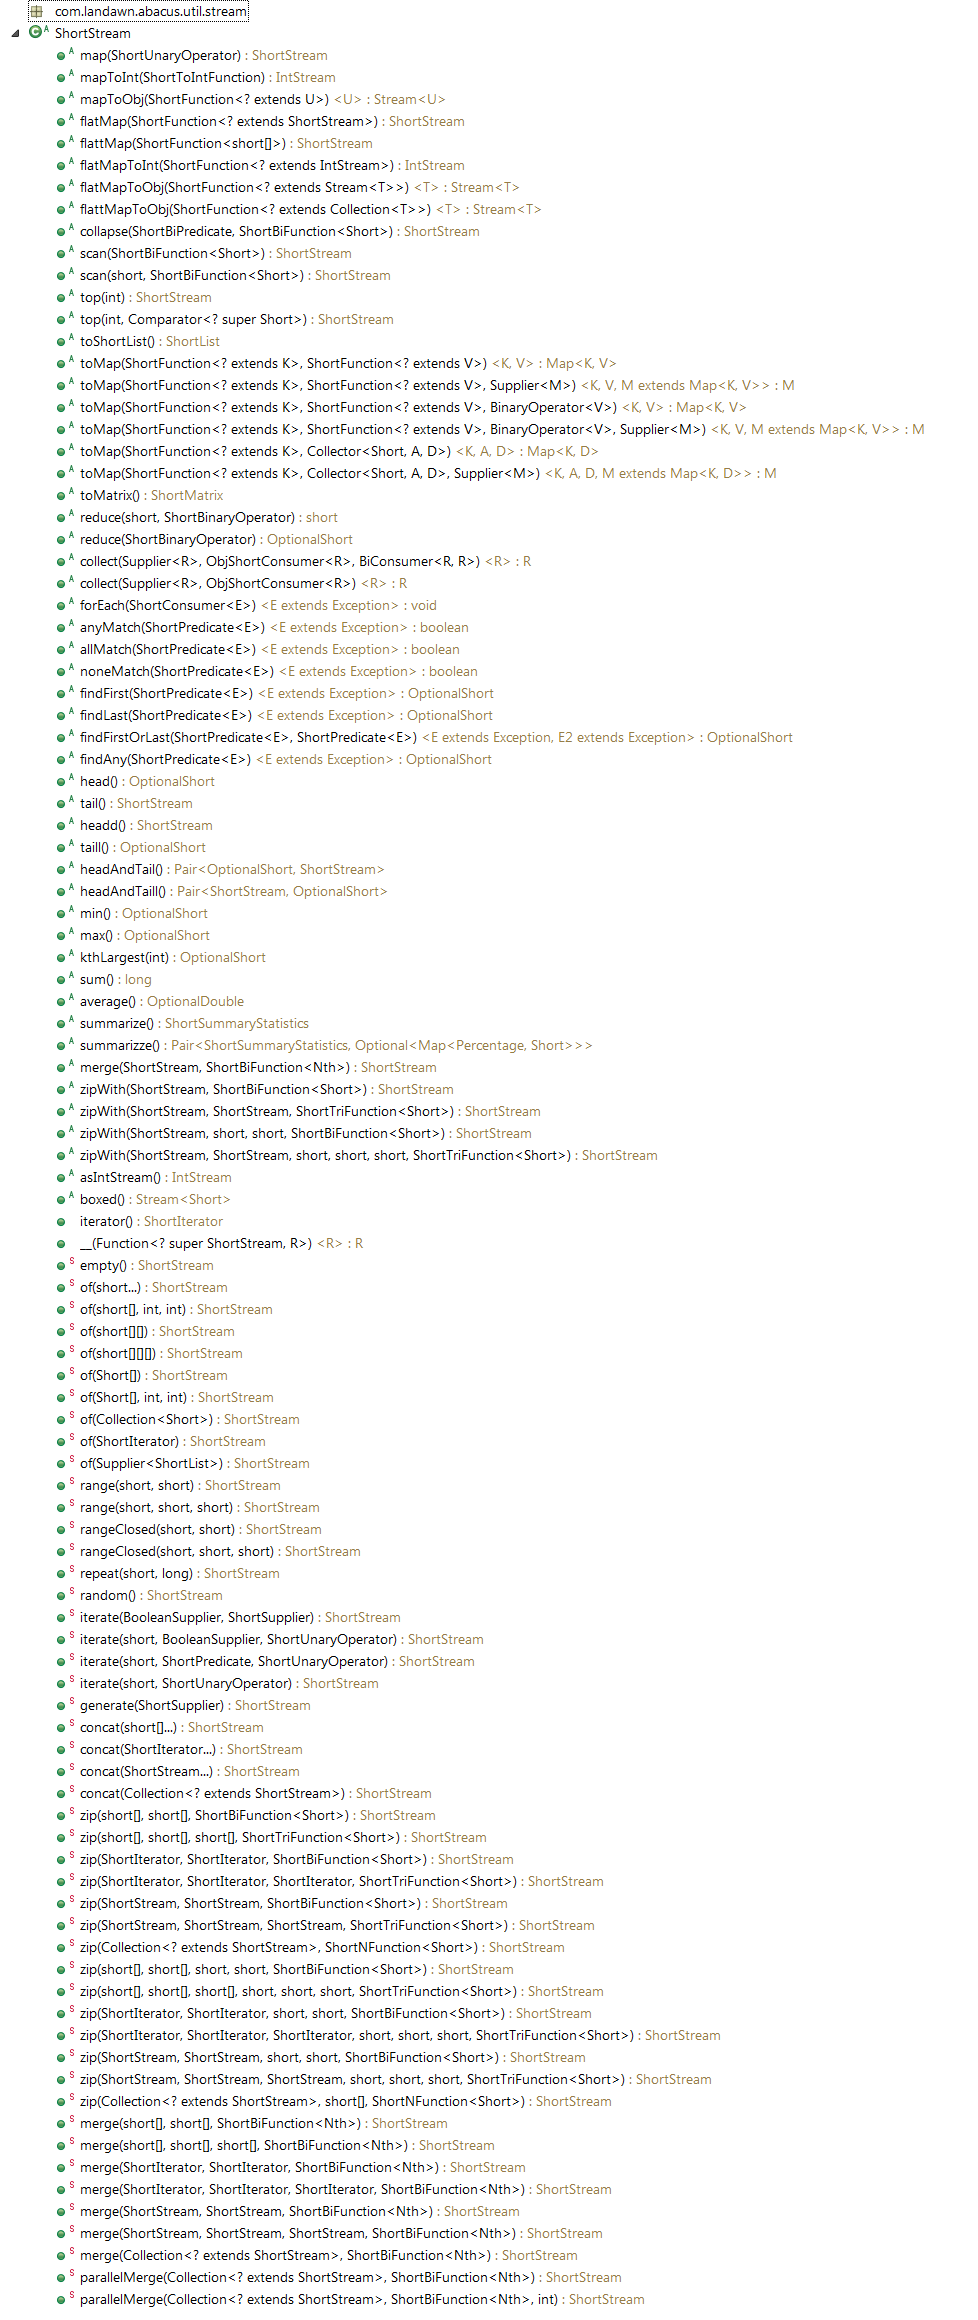 com.landawn.abacus.util.stream
ShortStream
map(ShortUnaryOperator) : ShortStream
mapToInt(ShortToIntFunction) : IntStream
mapToObj(ShortFunction<? extends U>) <U> : Stream<U>
flatMap(ShortFunction<? extends ShortStream>) : ShortStream
flattMap(ShortFunction<short[]>) : ShortStream
flatMapToInt(ShortFunction<? extends IntStream>) : IntStream
flatMapToObj(ShortFunction<? extends Stream<T>>) <T> : Stream<T>
flattMapToObj(ShortFunction<? extends Collection<T>>) <T> : Stream<T>
collapse(ShortBiPredicate, ShortBiFunction<Short>) : ShortStream
scan(ShortBiFunction<Short>) : ShortStream
scan(short, ShortBiFunction<Short>) : ShortStream
top(int) : ShortStream
top(int, Comparator<? super Short>) : ShortStream
toShortList() : ShortList
toMap(ShortFunction<? extends K>, ShortFunction<? extends V>) <K, V> : Map<K, V>
toMap(ShortFunction<? extends K>, ShortFunction<? extends V>, Supplier<M>) <K, V, M extends Map<K, V>> : M
toMap(ShortFunction<? extends K>, ShortFunction<? extends V>, BinaryOperator<V>) <K, V> : Map<K, V>
toMap(ShortFunction<? extends K>, ShortFunction<? extends V>, BinaryOperator<V>, Supplier<M>) <K, V, M extends Map<K, V>> : M
toMap(ShortFunction<? extends K>, Collector<Short, A, D>) <K, A, D> : Map<K, D>
toMap(ShortFunction<? extends K>, Collector<Short, A, D>, Supplier<M>) <K, A, D, M extends Map<K, D>> : M
toMatrix() : ShortMatrix
reduce(short, ShortBinaryOperator) : short
reduce(ShortBinaryOperator) : OptionalShort
collect(Supplier<R>, ObjShortConsumer<R>, BiConsumer<R, R>) <R> : R
collect(Supplier<R>, ObjShortConsumer<R>) <R> : R
forEach(ShortConsumer<E>) <E extends Exception> : void
anyMatch(ShortPredicate<E>) <E extends Exception> : boolean
allMatch(ShortPredicate<E>) <E extends Exception> : boolean
noneMatch(ShortPredicate<E>) <E extends Exception> : boolean
findFirst(ShortPredicate<E>) <E extends Exception> : OptionalShort
findLast(ShortPredicate<E>) <E extends Exception> : OptionalShort
findFirstOrLast(ShortPredicate<E>, ShortPredicate<E>) <E extends Exception, E2 extends Exception> : OptionalShort
findAny(ShortPredicate<E>) <E extends Exception> : OptionalShort
head() : OptionalShort
tail() : ShortStream
headd() : ShortStream
taill() : OptionalShort
headAndTail() : Pair<OptionalShort, ShortStream>
headAndTaill() : Pair<ShortStream, OptionalShort>
min() : OptionalShort
max() : OptionalShort
kthLargest(int) : OptionalShort
sum() : long
average() : OptionalDouble
summarize() : ShortSummaryStatistics
summarizze() : Pair<ShortSummaryStatistics, Optional<Map<Percentage, Short>>>
merge(ShortStream, ShortBiFunction<Nth>) : ShortStream
zipWith(ShortStream, ShortBiFunction<Short>) : ShortStream
zipWith(ShortStream, ShortStream, ShortTriFunction<Short>) : ShortStream
zipWith(ShortStream, short, short, ShortBiFunction<Short>) : ShortStream
zipWith(ShortStream, ShortStream, short, short, short, ShortTriFunction<Short>) : ShortStream
asIntStream() : IntStream
boxed() : Stream<Short>
iterator() : ShortIterator
__(Function<? super ShortStream, R>) <R> : R
empty() : ShortStream
of(short...) : ShortStream
of(short[], int, int) : ShortStream
of(short[][]) : ShortStream
of(short[][][]) : ShortStream
of(Short[]) : ShortStream
of(Short[], int, int) : ShortStream
of(Collection<Short>) : ShortStream
of(ShortIterator) : ShortStream
of(Supplier<ShortList>) : ShortStream
range(short, short) : ShortStream
range(short, short, short) : ShortStream
rangeClosed(short, short) : ShortStream
rangeClosed(short, short, short) : ShortStream
repeat(short, long) : ShortStream
random() : ShortStream
iterate(BooleanSupplier, ShortSupplier) : ShortStream
iterate(short, BooleanSupplier, ShortUnaryOperator) : ShortStream
iterate(short, ShortPredicate, ShortUnaryOperator) : ShortStream
iterate(short, ShortUnaryOperator) : ShortStream
generate(ShortSupplier) : ShortStream
concat(short[]...) : ShortStream
concat(ShortIterator...) : ShortStream
concat(ShortStream...) : ShortStream
concat(Collection<? extends ShortStream>) : ShortStream
zip(short[], short[], ShortBiFunction<Short>) : ShortStream
zip(short[], short[], short[], ShortTriFunction<Short>) : ShortStream
zip(ShortIterator, ShortIterator, ShortBiFunction<Short>) : ShortStream
zip(ShortIterator, ShortIterator, ShortIterator, ShortTriFunction<Short>) : ShortStream
zip(ShortStream, ShortStream, ShortBiFunction<Short>) : ShortStream
zip(ShortStream, ShortStream, ShortStream, ShortTriFunction<Short>) : ShortStream
zip(Collection<? extends ShortStream>, ShortNFunction<Short>) : ShortStream
zip(short[], short[], short, short, ShortBiFunction<Short>) : ShortStream
zip(short[], short[], short[], short, short, short, ShortTriFunction<Short>) : ShortStream
zip(ShortIterator, ShortIterator, short, short, ShortBiFunction<Short>) : ShortStream
zip(ShortIterator, ShortIterator, ShortIterator, short, short, short, ShortTriFunction<Short>) : ShortStream
zip(ShortStream, ShortStream, short, short, ShortBiFunction<Short>) : ShortStream
zip(ShortStream, ShortStream, ShortStream, short, short, short, ShortTriFunction<Short>) : ShortStream
zip(Collection<? extends ShortStream>, short[], ShortNFunction<Short>) : ShortStream
merge(short[], short[], ShortBiFunction<Nth>) : ShortStream
merge(short[], short[], short[], ShortBiFunction<Nth>) : ShortStream
merge(ShortIterator, ShortIterator, ShortBiFunction<Nth>) : ShortStream
merge(ShortIterator, ShortIterator, ShortIterator, ShortBiFunction<Nth>) : ShortStream
merge(ShortStream, ShortStream, ShortBiFunction<Nth>) : ShortStream
merge(ShortStream, ShortStream, ShortStream, ShortBiFunction<Nth>) : ShortStream
merge(Collection<? extends ShortStream>, ShortBiFunction<Nth>) : ShortStream
parallelMerge(Collection<? extends ShortStream>, ShortBiFunction<Nth>) : ShortStream
parallelMerge(Collection<? extends ShortStream>, ShortBiFunction<Nth>, int) : ShortStream